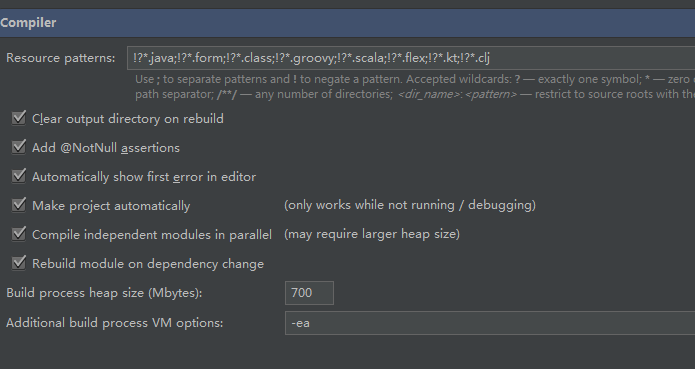 Compiler
Resource patterns: !?*.java;!?*.form;!?*.class;!?*.groovy;!?*.scala;!?*.flex;!?*.kt;!?*.clj
Use ; to separate patterns and ! to negate a pattern. Accepted wildcards: ? — exactly one symbol; * — zero
path separator; /**/ — any number of directories; <dir_name>:<pattern> — restrict to source roots with the
Clear output directory on rebuild
Add @NotNull assertions
Automatically show first error in editor
Make project automatically (only works while not running / debugging)
Compile independent modules in parallel (may require larger heap size)
Rebuild module on dependency change
Build process heap size (Mbytes): 700
Additional build process VM options: -ea